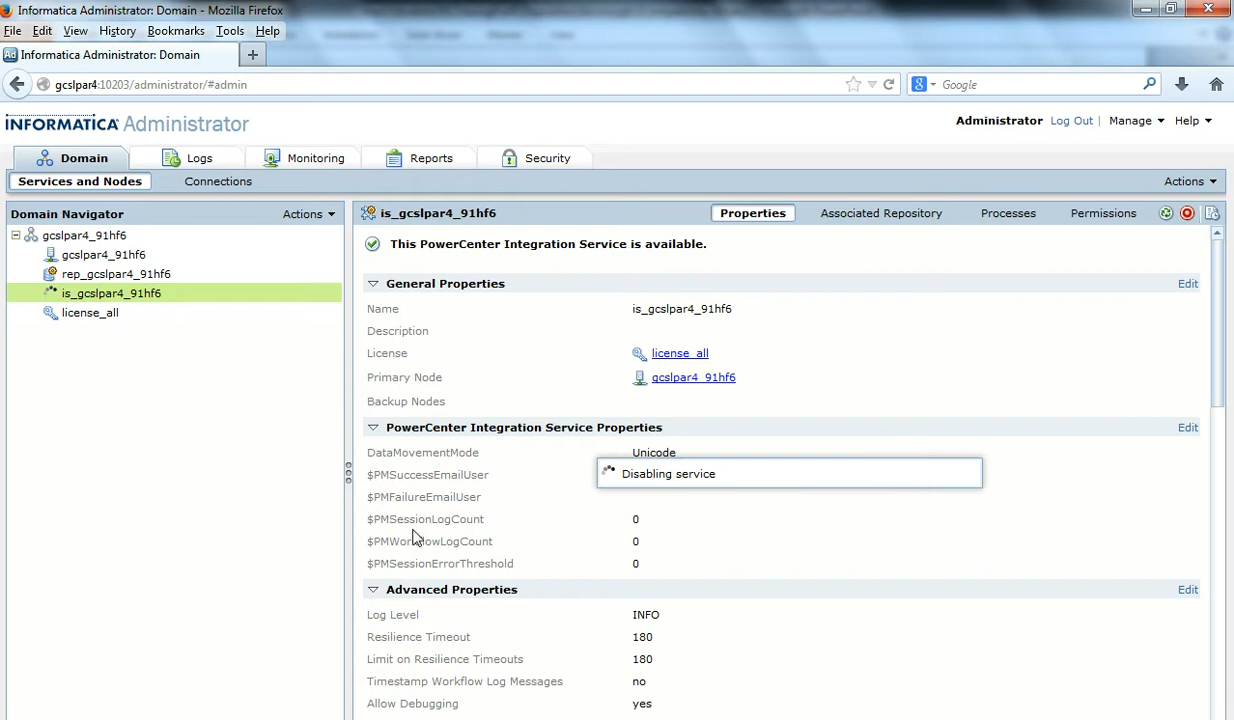 Informatica Administrator: Domain - Mozilla Firefox
File Edit View History Bookmarks Tools Help
Ad Informatica Administrator: Domain
gcslpar4:10203/administrator/#admin
Google
INFORMATICA Administrator
Administrator Log Out | Manage Help
Domain Logs Monitoring Reports Security
Services and Nodes Connections Actions
Domain Navigator Actions
is_gcslpar4_91hf6 Properties Associated Repository Processes Permissions
gcslpar4_91hf6
gcslpar4_91hf6
rep_gcslpar4_91hf6
is_gcslpar4_91hf6
license_all
This PowerCenter Integration Service is available.
General Properties Edit
Name is_gcslpar4_91hf6
Description
License license_all
Primary Node gcslpar4_91hf6
Backup Nodes
PowerCenter Integration Service Properties Edit
DataMovementMode Unicode
$PMSuccessEmailUser
Disabling service
$PMFailureEmailUser
$PMSessionLogCount 0
$PMWorkflowLogCount 0
$PMSessionErrorThreshold 0
Advanced Properties Edit
Log Level INFO
Resilience Timeout 180
Limit on Resilience Timeouts 180
Timestamp Workflow Log Messages no
Allow Debugging yes